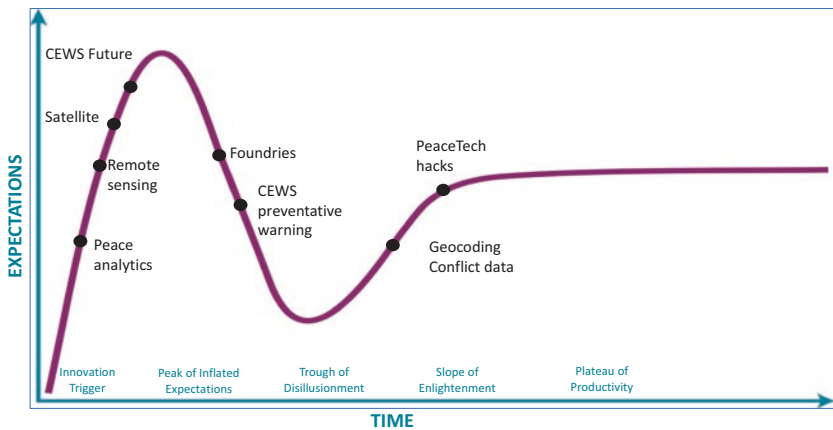 CEWS Future
Satellite
Remote
sensing
Peace
analytics
Foundries
CEWS
preventative
warning
PeaceTech
hacks
Geocoding
Conflict data
EXPECTATIONS
Innovation
Trigger
Peak of Inflated
Expectations
Trough of
Disillusionment
Slope of
Enlightenment
Plateau of
Productivity
TIME